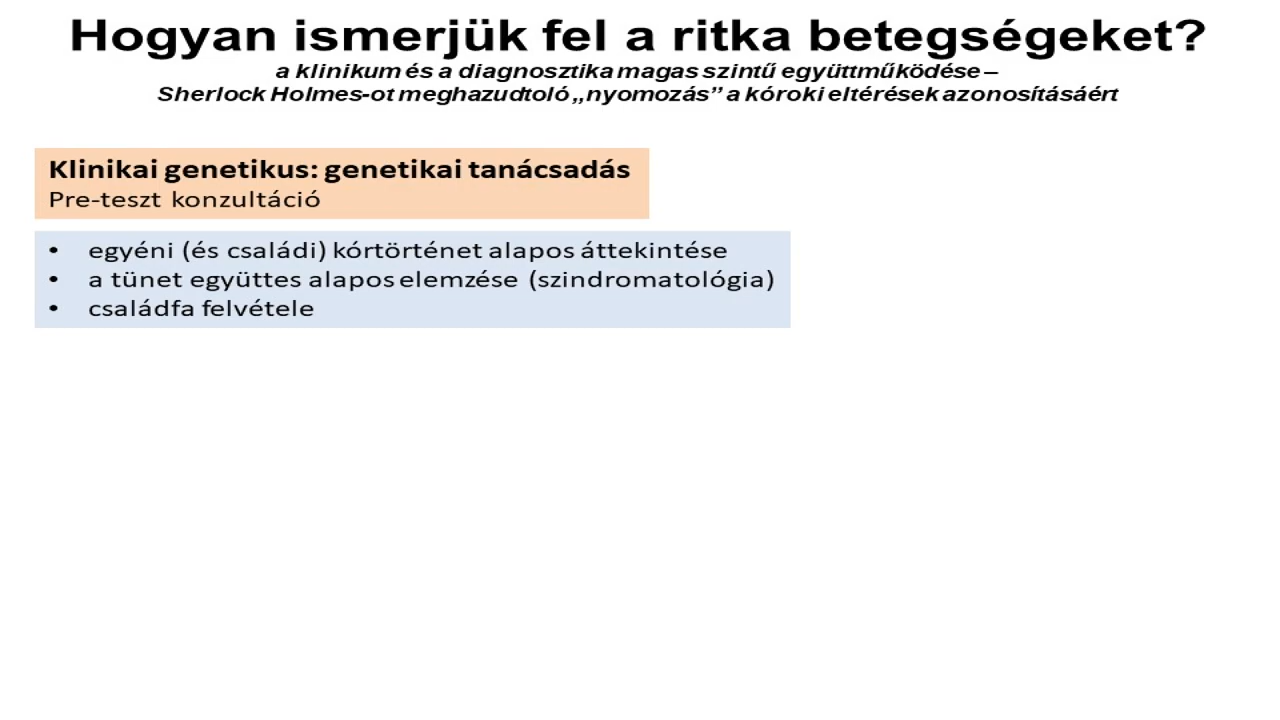 Hogyan ismerjük fel a ritka betegségeket?
a klinikum és a diagnosztika magas szintű együttműködése –
Sherlock Holmes-ot meghazudtoló „nyomozás” a kóroki eltérések azonosításáért
Klinikai genetikus: genetikai tanácsadás
Pre-teszt konzultáció
• egyéni (és családi) kórtörténet alapos áttekintése
• a tünet együttes alapos elemzése (szindromatológia)
• családfa felvétele